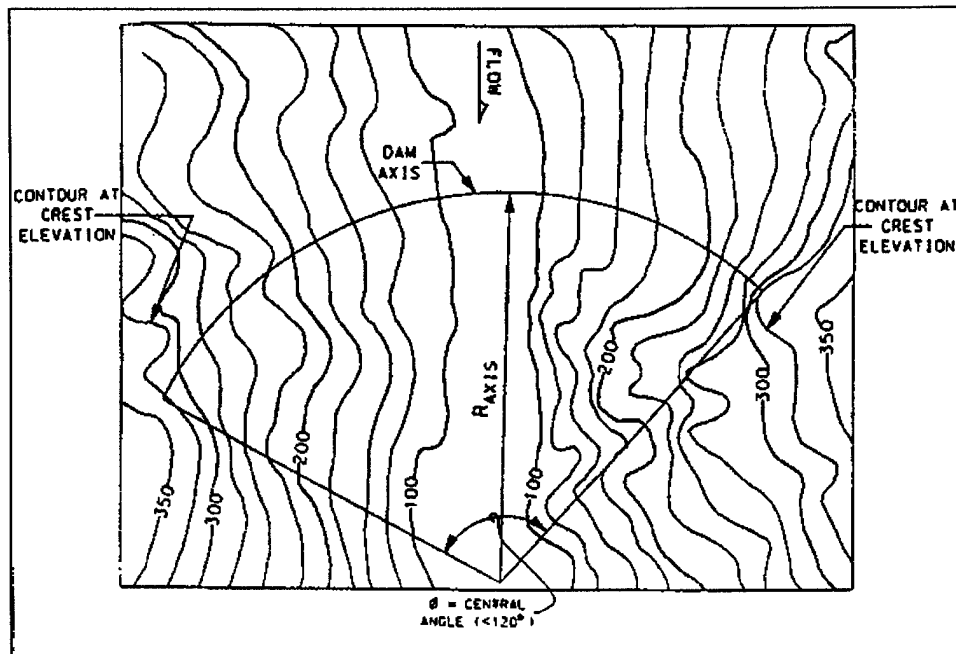 FLOW
DAM
AXIS
CONTOUR AT
CREST
ELEVATION
CONTOUR AT
CREST
ELEVATION
R AXIS
350
300
200
100
100
200
300
350
Ø = CENTRAL
ANGLE (<120°)